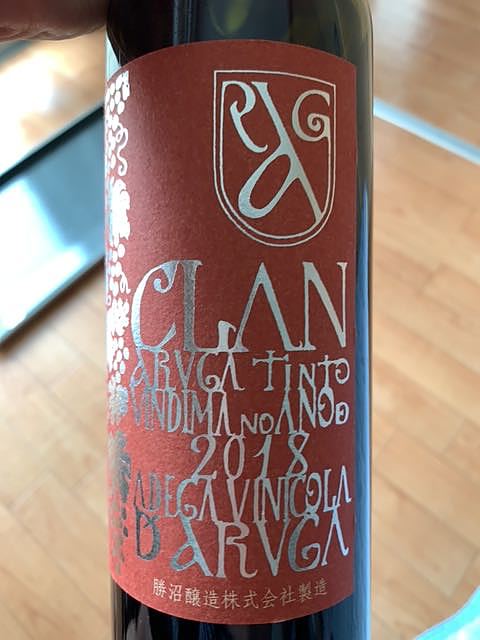 RAG
CLAN
ARUGA TINTO
VINDIMA NO ANO D
2018
ADEGA VINICOLA
D'ARUGA
勝沼醸造株式会社製造